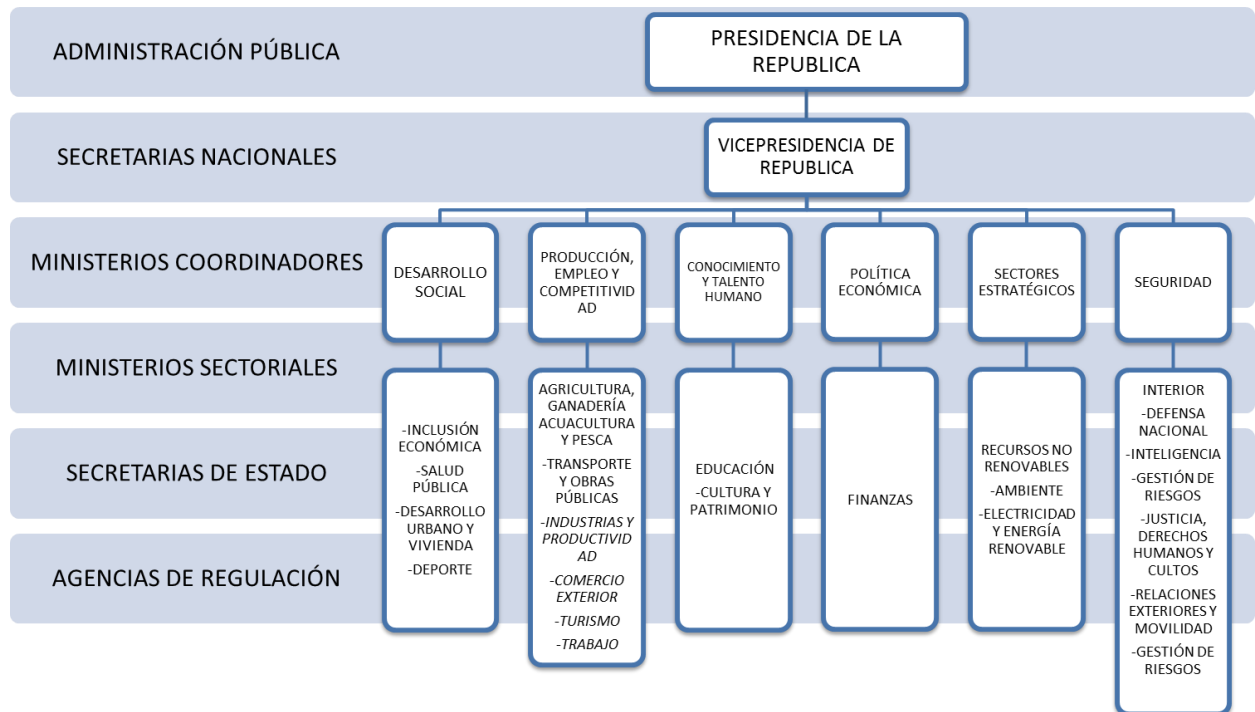 ADMINISTRACIÓN PÚBLICA
PRESIDENCIA DE LA
REPUBLICA
SECRETARIAS NACIONALES
VICEPRESIDENCIA DE
REPUBLICA
MINISTERIOS COORDINADORES
DESARROLLO
SOCIAL
PRODUCCIÓN,
EMPLEO Y
COMPETITIVID
AD
CONOCIMIENTO
Y TALENTO
HUMANO
POLÍTICA
ECONÓMICA
SECTORES
ESTRATÉGICOS
SEGURIDAD
MINISTERIOS SECTORIALES
SECRETARIAS DE ESTADO
AGENCIAS DE REGULACIÓN
-INCLUSIÓN
ECONÓMICA
-SALUD
PÚBLICA
-DESARROLLO
URBANO Y
VIVIENDA
-DEPORTE
AGRICULTURA,
GANADERÍA
ACUACULTURA
Y PESCA
-TRANSPORTE
Y OBRAS
PÚBLICAS
-INDUSTRIAS Y
PRODUCTIVID
AD
-COMERCIO
EXTERIOR
-TURISMO
-TRABAJO
EDUCACIÓN
-CULTURA Y
PATRIMONIO
FINANZAS
RECURSOS NO
RENOVABLES
-AMBIENTE
-ELECTRICIDAD
Y ENERGÍA
RENOVABLE
INTERIOR
-DEFENSA
NACIONAL
-INTELIGENCIA
-GESTIÓN DE
RIESGOS
-JUSTICIA,
DERECHOS
HUMANOS Y
CULTOS
-RELACIONES
EXTERIORES Y
MOVILIDAD
-GESTIÓN DE
RIESGOS